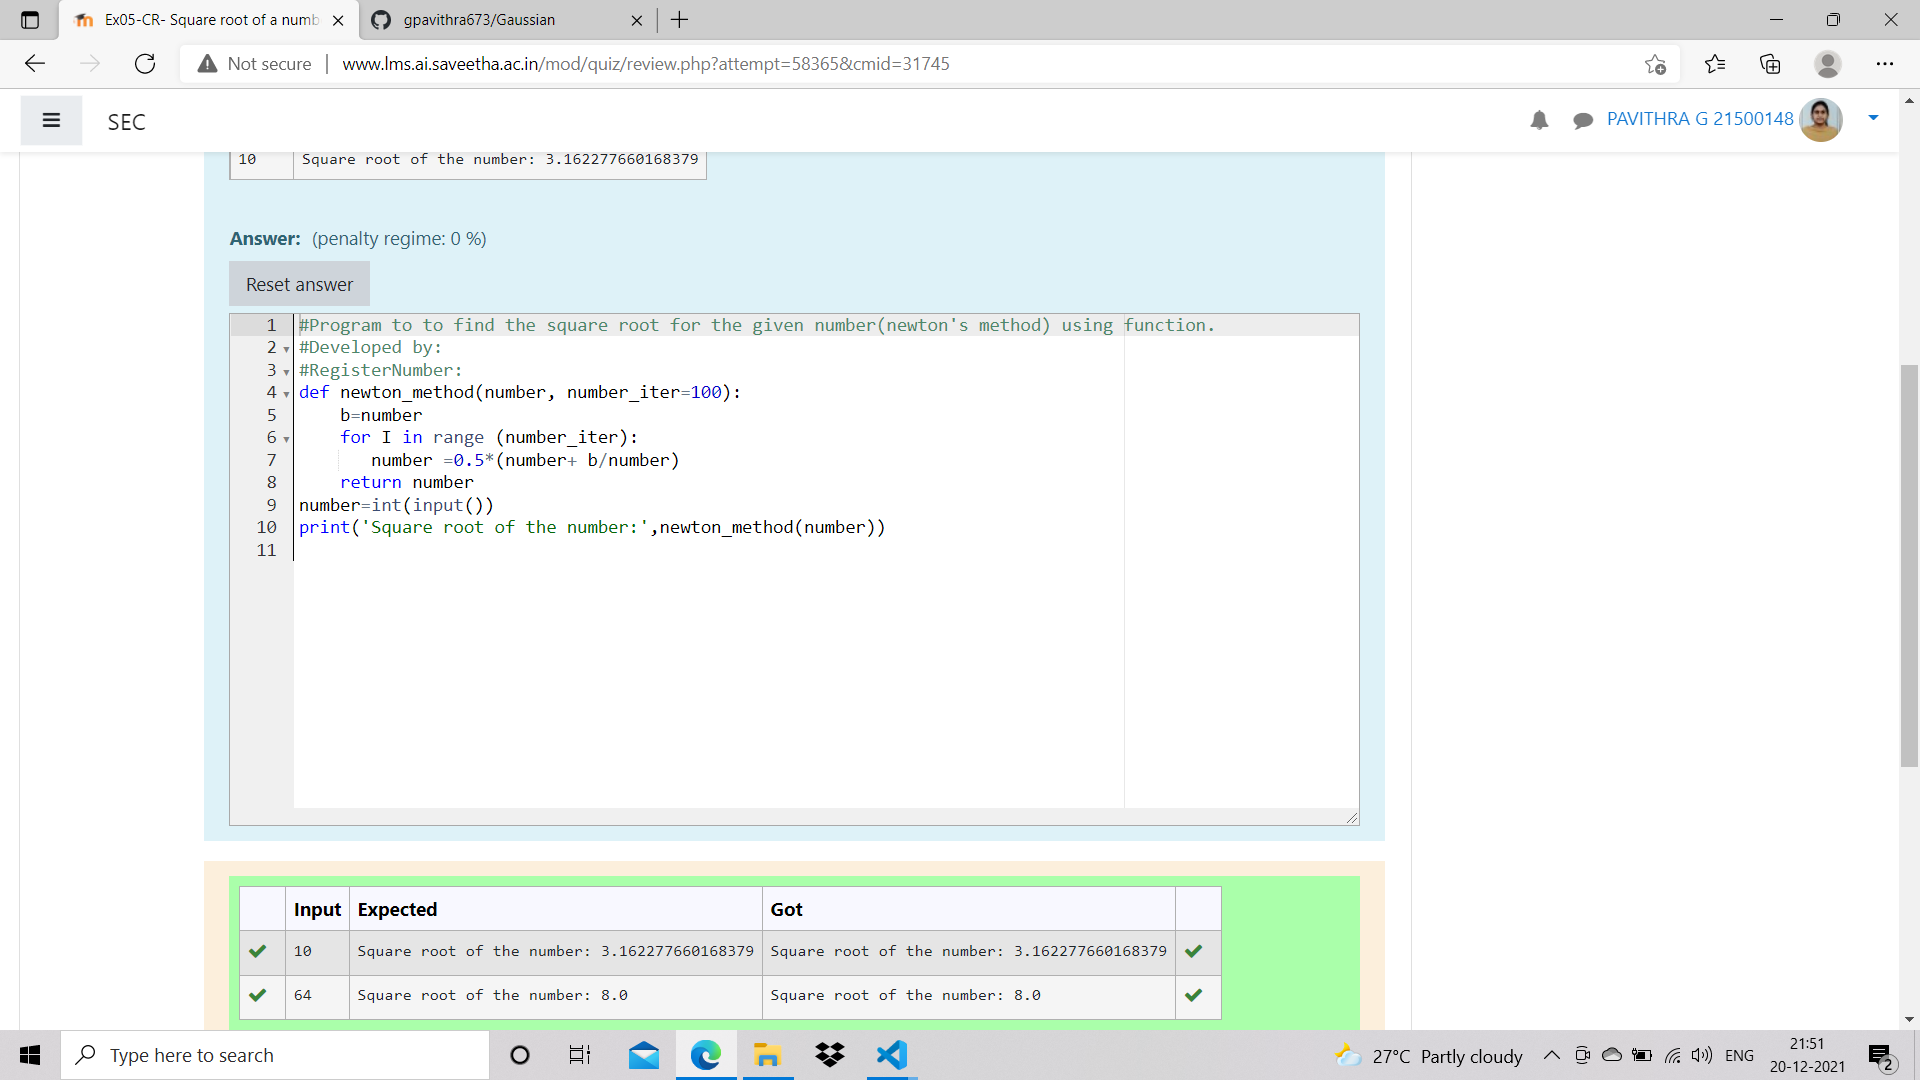 Ex05-CR- Square root of a numb
gpavithra673/Gaussian
Not secure
www.lms.ai.saveetha.ac.in/mod/quiz/review.php?attempt=58365&cmid=31745
SEC
PAVITHRA G 21500148
10 Square root of the number: 3.162277660168379
Answer: (penalty regime: 0 %)
Reset answer
1 #Program to to find the square root for the given number(newton's method) using function.
2 #Developed by:
3 #RegisterNumber:
4 def newton_method(number, number_iter=100):
5 b=number
6 for I in range (number_iter):
7 number =0.5*(number+ b/number)
8 return number
9 number=int(input())
10 print('Square root of the number:',newton_method(number))
11
Input Expected Got
10 Square root of the number: 3.162277660168379 Square root of the number: 3.162277660168379
64 Square root of the number: 8.0 Square root of the number: 8.0
Type here to search
27°C Partly cloudy
ENG
21:51
20-12-2021
2